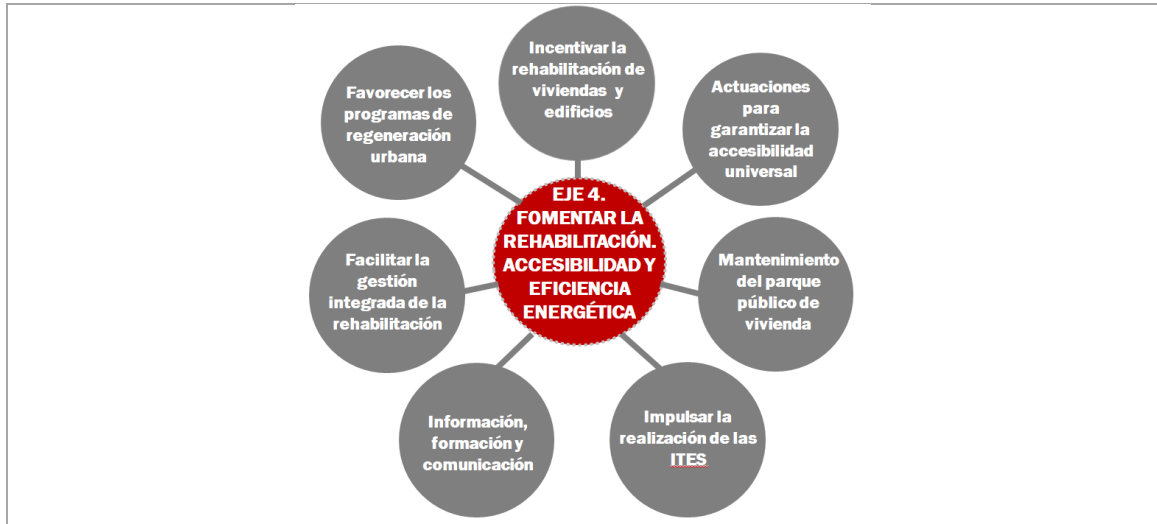 Incentivar la
rehabilitación de
viviendas y
edificios
Actuaciones
para
garantizar la
accesibilidad
universal
Mantenimiento
del parque
público de
vivienda
Impulsar la
realización de las
ITES
Información,
formación y
comunicación
Facilitar la
gestión
integrada de la
rehabilitación
Favorecer los
programas de
regeneración
urbana
EJE 4.
FOMENTAR LA
REHABILITACIÓN.
ACCESIBILIDAD Y
EFICIENCIA
ENERGÉTICA